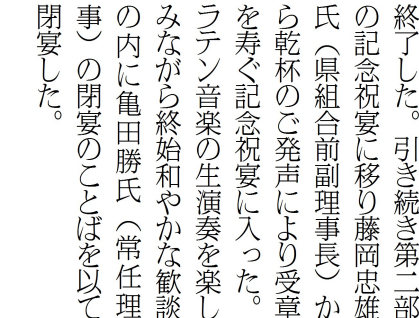 終了した。引き続き第二部
の記念祝宴に移り藤岡忠雄
氏（県組合前副理事長）か
ら乾杯のご発声により受章
を寿ぐ記念祝宴に入った。
ラテン音楽の生演奏を楽し
みながら終始和やかな歓談
の内に亀田勝氏（常任理
事）の閉宴のことばを以て
閉宴した。